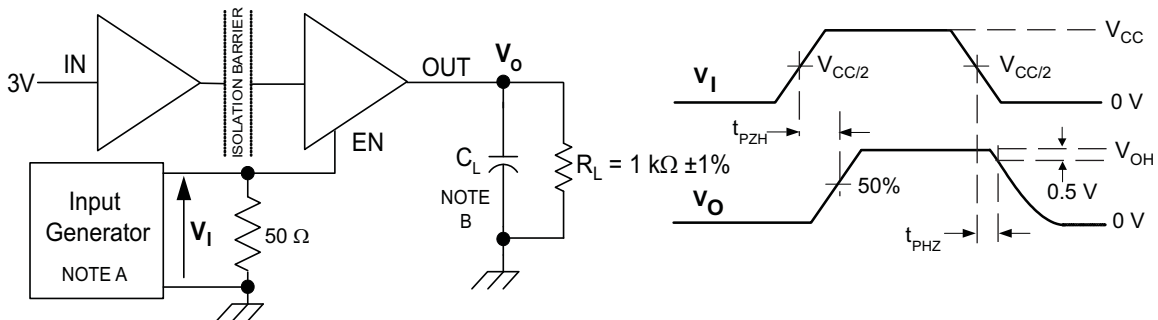 ISOLATION BARRIER
3V
IN
OUT
Vo
EN
Input
Generator
NOTE A
VI
50 Ω
CL
NOTE
B
RL = 1 kΩ ±1%
VCC
VCC/2
VCC/2
VI
0 V
tPZH
VOH
0.5 V
50%
VO
0 V
tPHZ